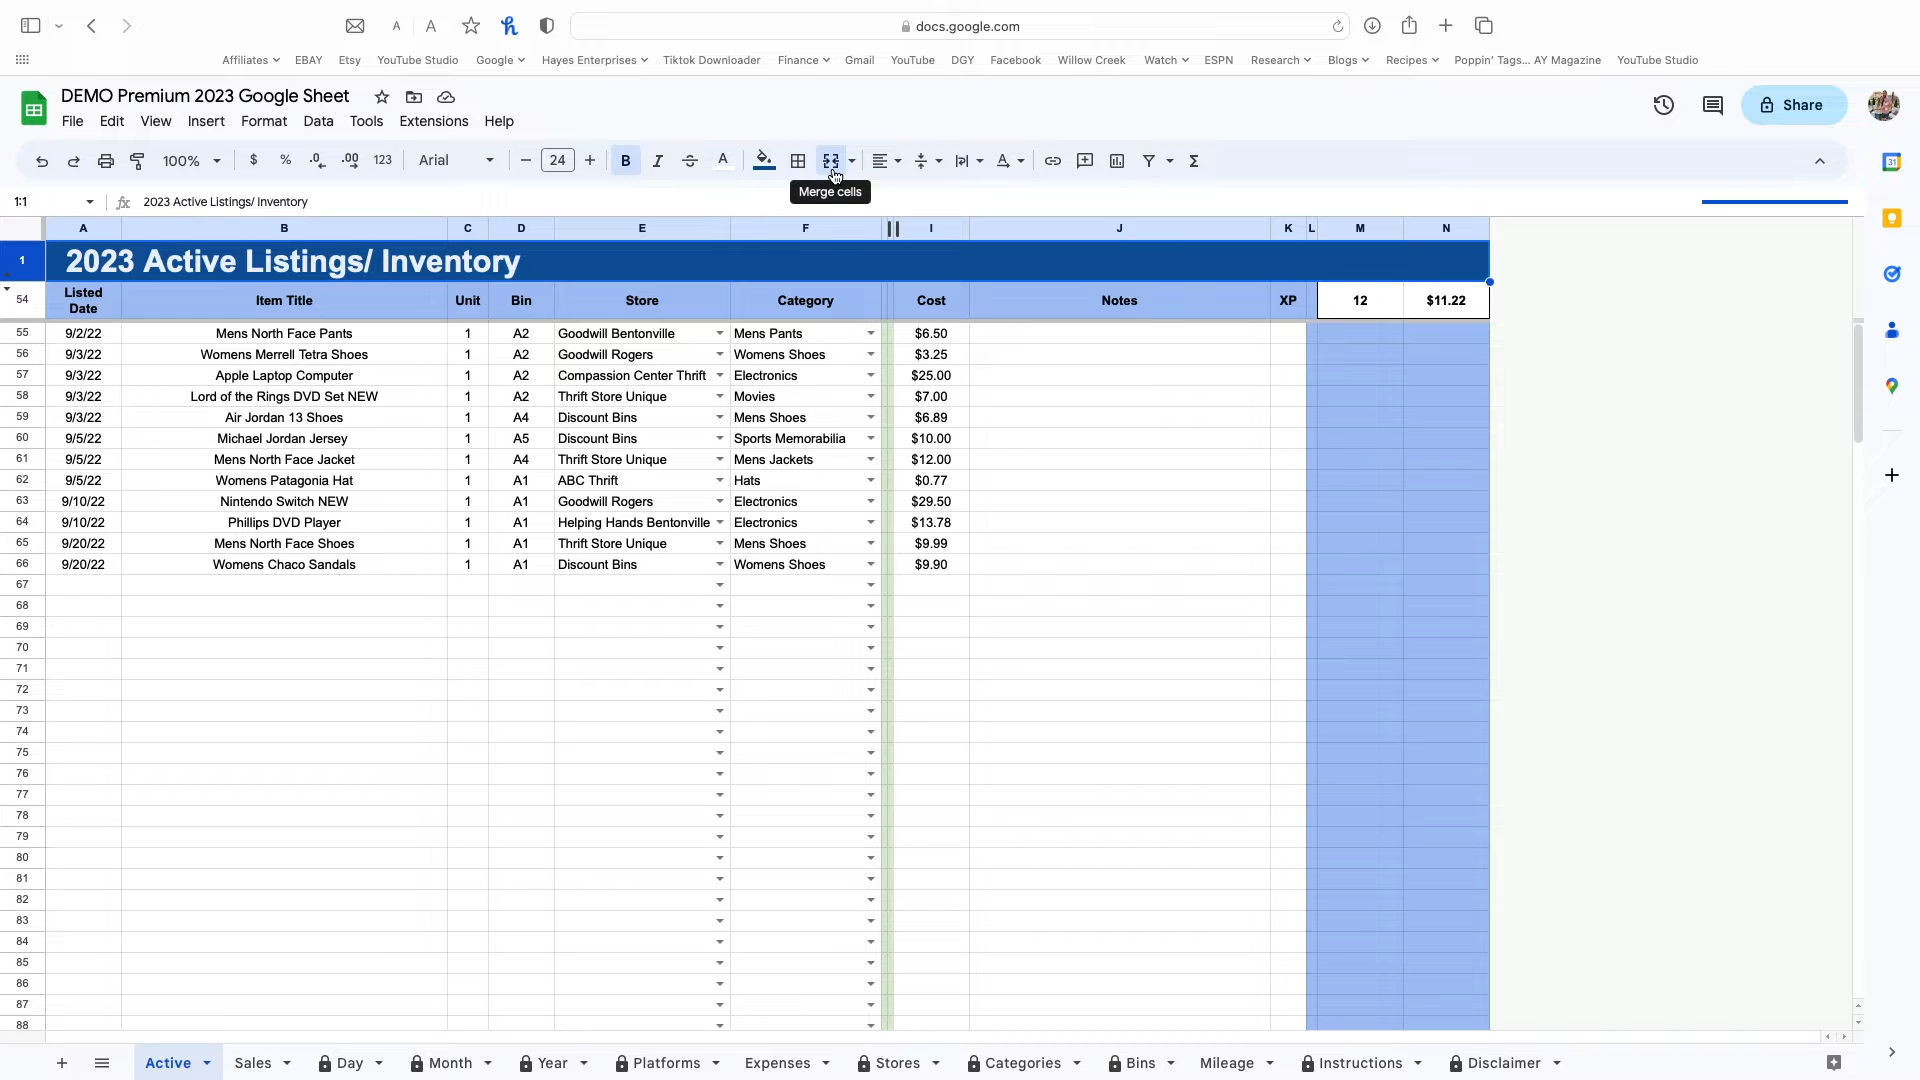 docs.google.com
Affiliates EBAY Etsy YouTube Studio Google Hayes Enterprises Tiktok Downloader Finance Gmail YouTube DGY Facebook Willow Creek Watch ESPN Research Blogs Recipes Poppin' Tags... AY Magazine YouTube Studio
DEMO Premium 2023 Google Sheet
Share
File Edit View Insert Format Data Tools Extensions Help
100% $ % .0 .00 123 Arial 24 B I A
Merge cells
1:1 fx 2023 Active Listings/ Inventory
A B C D E F I J K L M N
1 2023 Active Listings/ Inventory
54 Listed Date Item Title Unit Bin Store Category Cost Notes XP 12 $11.22
55 9/2/22 Mens North Face Pants 1 A2 Goodwill Bentonville Mens Pants $6.50
56 9/3/22 Womens Merrell Tetra Shoes 1 A2 Goodwill Rogers Womens Shoes $3.25
57 9/3/22 Apple Laptop Computer 1 A2 Compassion Center Thrift Electronics $25.00
58 9/3/22 Lord of the Rings DVD Set NEW 1 A2 Thrift Store Unique Movies $7.00
59 9/3/22 Air Jordan 13 Shoes 1 A4 Discount Bins Mens Shoes $6.89
60 9/5/22 Michael Jordan Jersey 1 A5 Discount Bins Sports Memorabilia $10.00
61 9/5/22 Mens North Face Jacket 1 A4 Thrift Store Unique Mens Jackets $12.00
62 9/5/22 Womens Patagonia Hat 1 A1 ABC Thrift Hats $0.77
63 9/10/22 Nintendo Switch NEW 1 A1 Goodwill Rogers Electronics $29.50
64 9/10/22 Phillips DVD Player 1 A1 Helping Hands Bentonville Electronics $13.78
65 9/20/22 Mens North Face Shoes 1 A1 Thrift Store Unique Mens Shoes $9.99
66 9/20/22 Womens Chaco Sandals 1 A1 Discount Bins Womens Shoes $9.90
67
68
69
70
71
72
73
74
75
76
77
78
79
80
81
82
83
84
85
86
87
88
Active Sales Day Month Year Platforms Expenses Stores Categories Bins Mileage Instructions Disclaimer